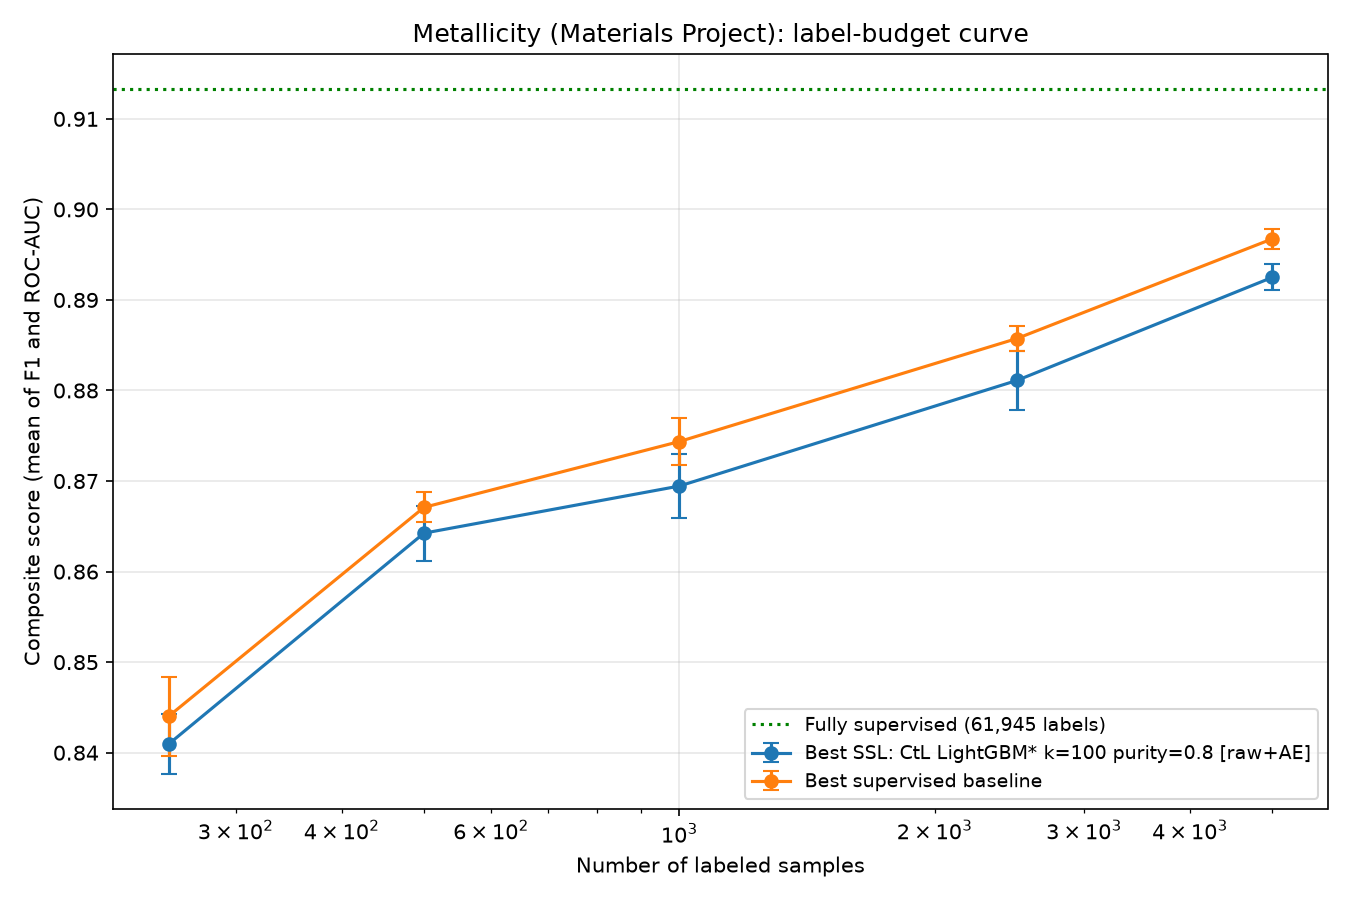 Metallicity (Materials Project): label-budget curve
Composite score (mean of F1 and ROC-AUC)
0.91
0.90
0.89
0.88
0.87
0.86
0.85
0.84
Fully supervised (61,945 labels)
Best SSL: CtL LightGBM* k=100 purity=0.8 [raw+AE]
Best supervised baseline
3 × 10² 4 × 10² 6 × 10² 10³ 2 × 10³ 3 × 10³ 4 × 10³
Number of labeled samples